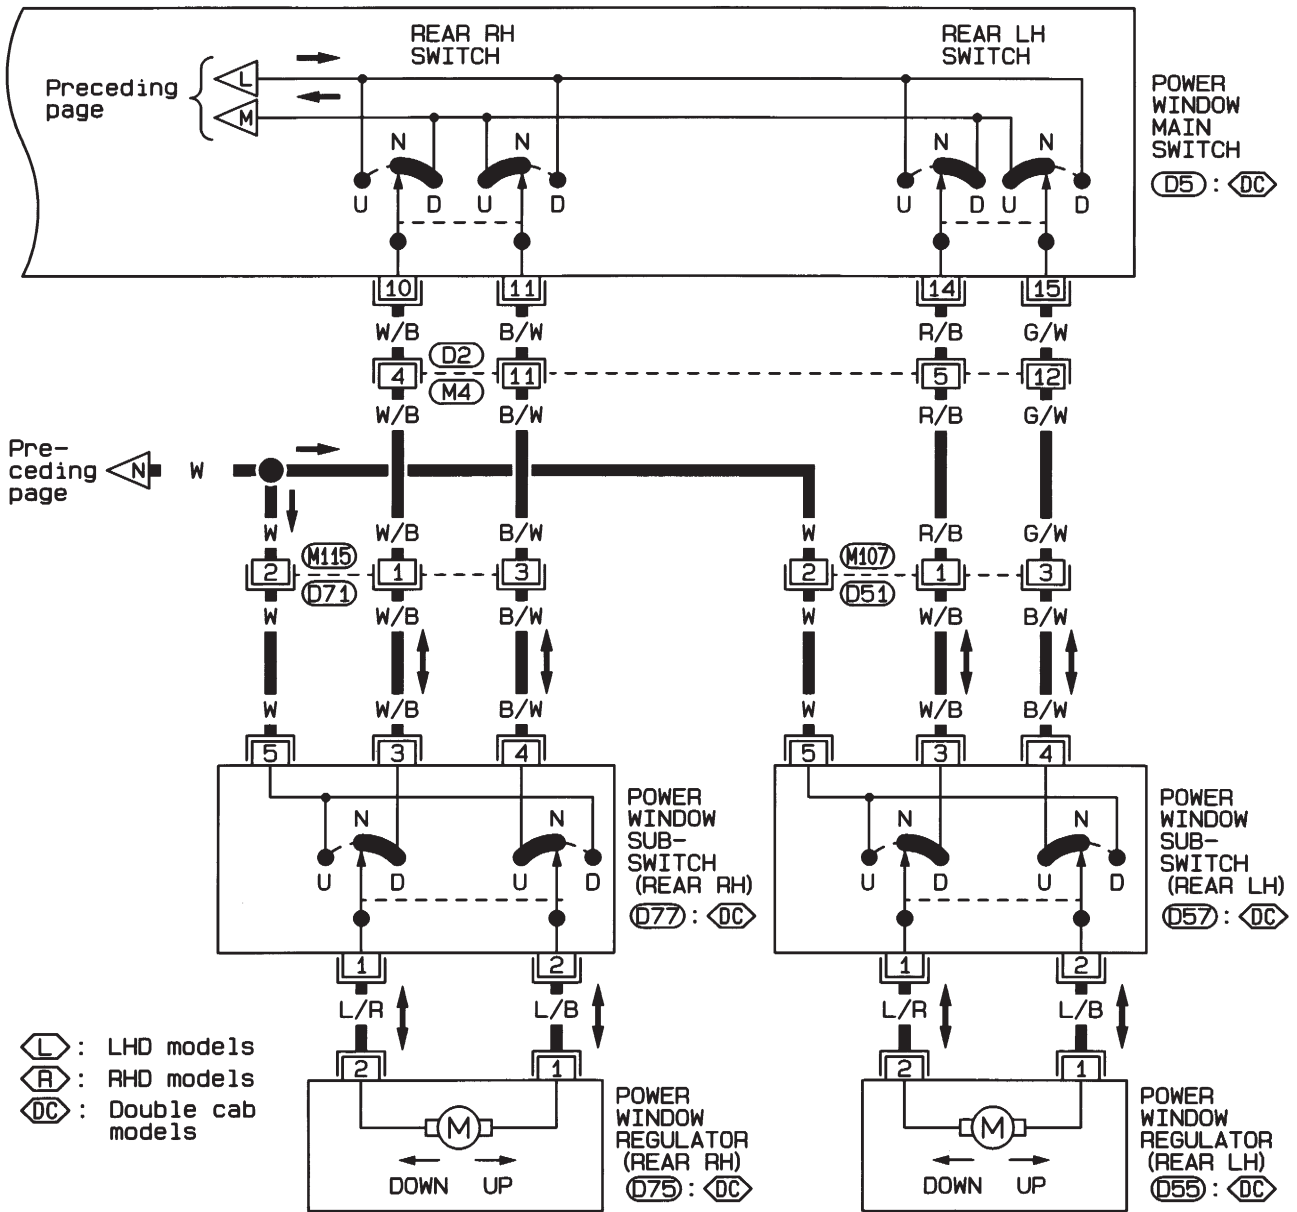 REAR RH
SWITCH
REAR LH
SWITCH
Preceding
page
L
M
POWER
WINDOW
MAIN
SWITCH
D5 : DC
N N N N
U D U D U D U D
10 11 14 15
W/B B/W R/B G/W
D2
4 11 5 12
M4
W/B B/W R/B G/W
Pre-
ceding
page
N W
W W/B B/W W R/B G/W
M115 M107
2 1 3 2 1 3
D71 D51
W W/B B/W W W/B B/W
W W/B B/W W W/B B/W
5 3 4 5 3 4
POWER
WINDOW
SUB-
SWITCH
(REAR RH)
D77 : DC
POWER
WINDOW
SUB-
SWITCH
(REAR LH)
D57 : DC
N N N N
U D U D U D U D
1 2 1 2
L/R L/B L/R L/B
2 1 2 1
L : LHD models
R : RHD models
DC : Double cab
models
M
DOWN UP
POWER
WINDOW
REGULATOR
(REAR RH)
D75 : DC
M
DOWN UP
POWER
WINDOW
REGULATOR
(REAR LH)
D55 : DC